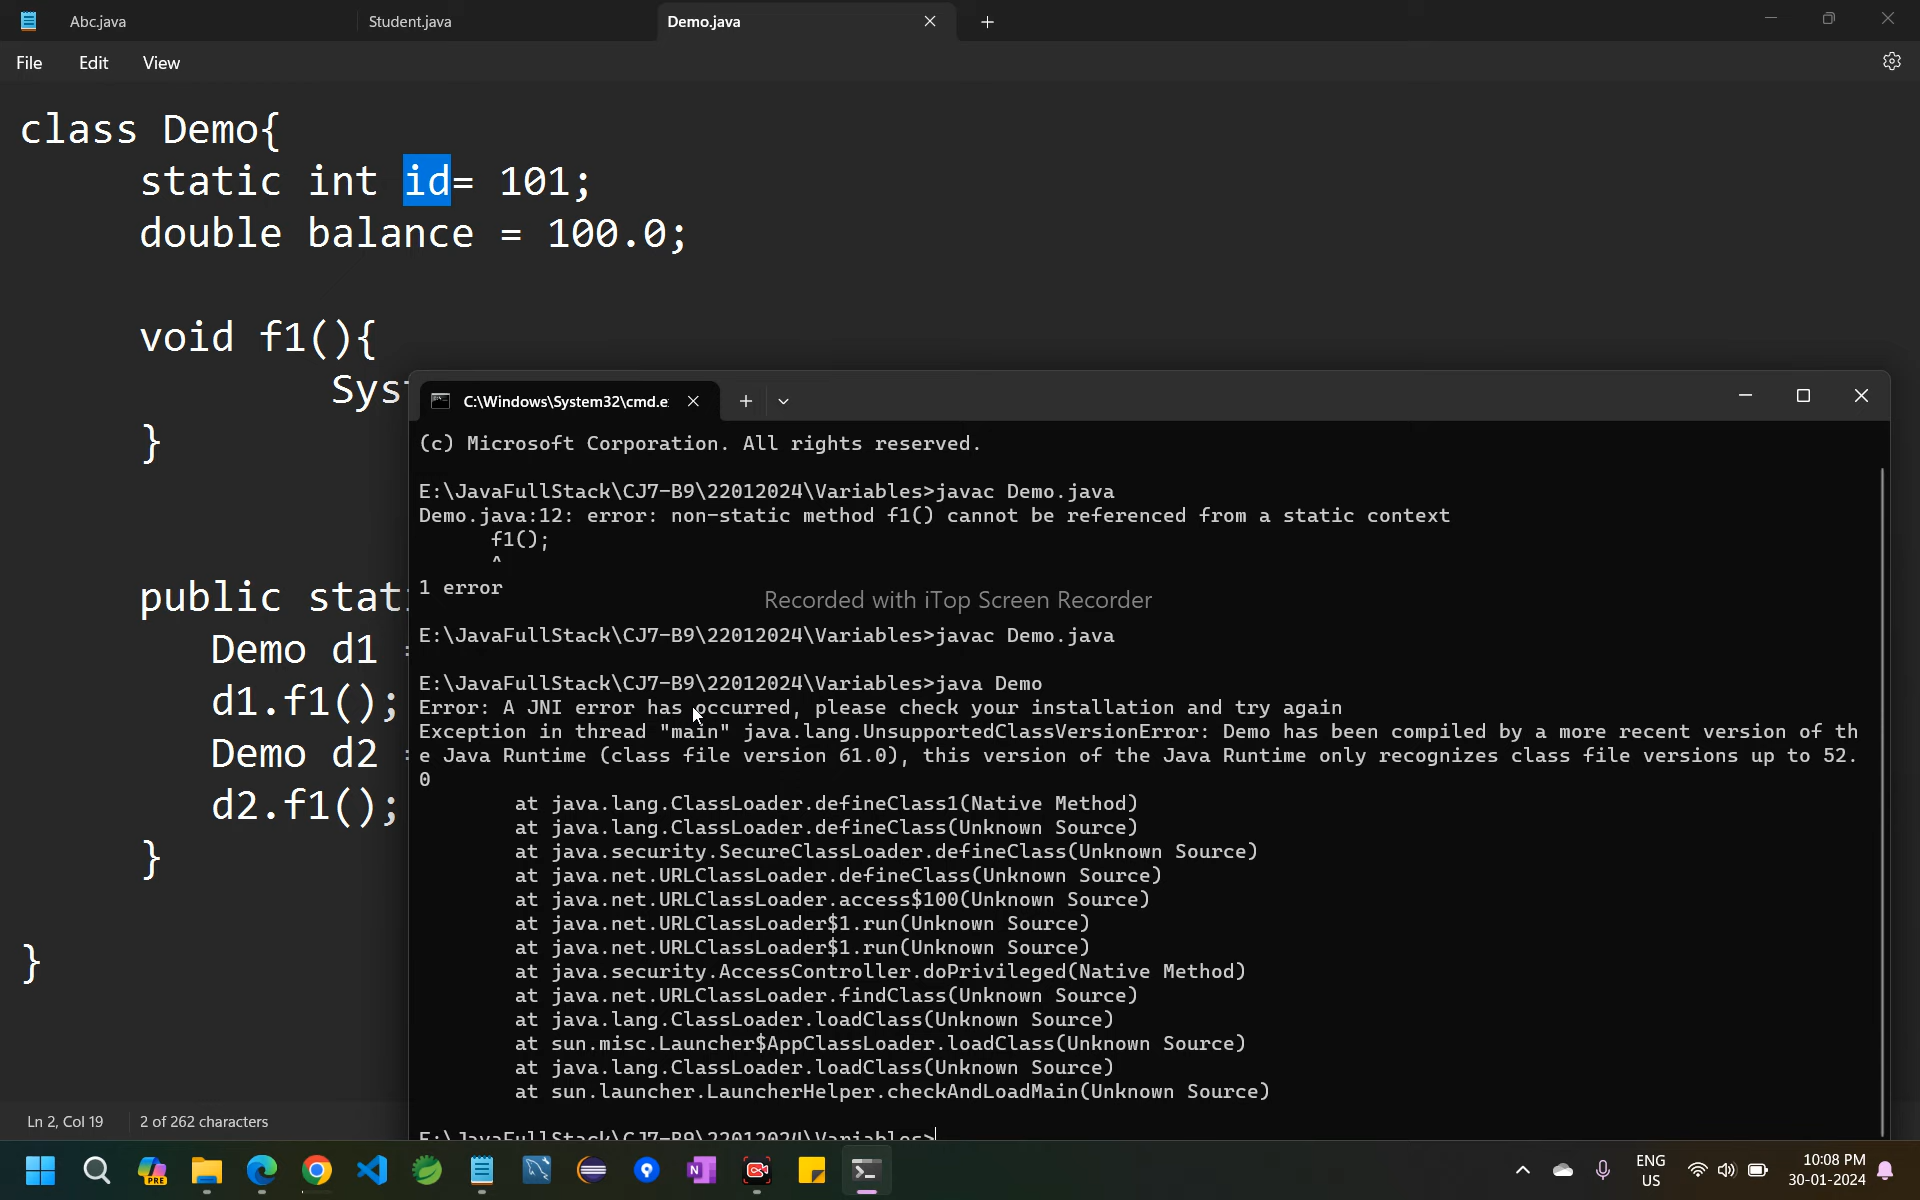 Abc.java
Student.java
Demo.java
File Edit View
class Demo{
static int id= 101;
double balance = 100.0;
void f1(){
Sys
}
public stat
Demo d1
d1.f1();
Demo d2
d2.f1();
}
}
C:\Windows\System32\cmd.e
(c) Microsoft Corporation. All rights reserved.
E:\JavaFullStack\CJ7-B9\22012024\Variables>javac Demo.java
Demo.java:12: error: non-static method f1() cannot be referenced from a static context
f1();
^
1 error
Recorded with iTop Screen Recorder
E:\JavaFullStack\CJ7-B9\22012024\Variables>javac Demo.java
E:\JavaFullStack\CJ7-B9\22012024\Variables>java Demo
Error: A JNI error has occurred, please check your installation and try again
Exception in thread "main" java.lang.UnsupportedClassVersionError: Demo has been compiled by a more recent version of th
e Java Runtime (class file version 61.0), this version of the Java Runtime only recognizes class file versions up to 52.
0
at java.lang.ClassLoader.defineClass1(Native Method)
at java.lang.ClassLoader.defineClass(Unknown Source)
at java.security.SecureClassLoader.defineClass(Unknown Source)
at java.net.URLClassLoader.defineClass(Unknown Source)
at java.net.URLClassLoader.access$100(Unknown Source)
at java.net.URLClassLoader$1.run(Unknown Source)
at java.net.URLClassLoader$1.run(Unknown Source)
at java.security.AccessController.doPrivileged(Native Method)
at java.net.URLClassLoader.findClass(Unknown Source)
at java.lang.ClassLoader.loadClass(Unknown Source)
at sun.misc.Launcher$AppClassLoader.loadClass(Unknown Source)
at java.lang.ClassLoader.loadClass(Unknown Source)
at sun.launcher.LauncherHelper.checkAndLoadMain(Unknown Source)
E:\JavaFullStack\CJ7-B9\22012024\Variables>
Ln 2, Col 19 2 of 262 characters
PRE
N
ENG
US
10:08 PM
30-01-2024